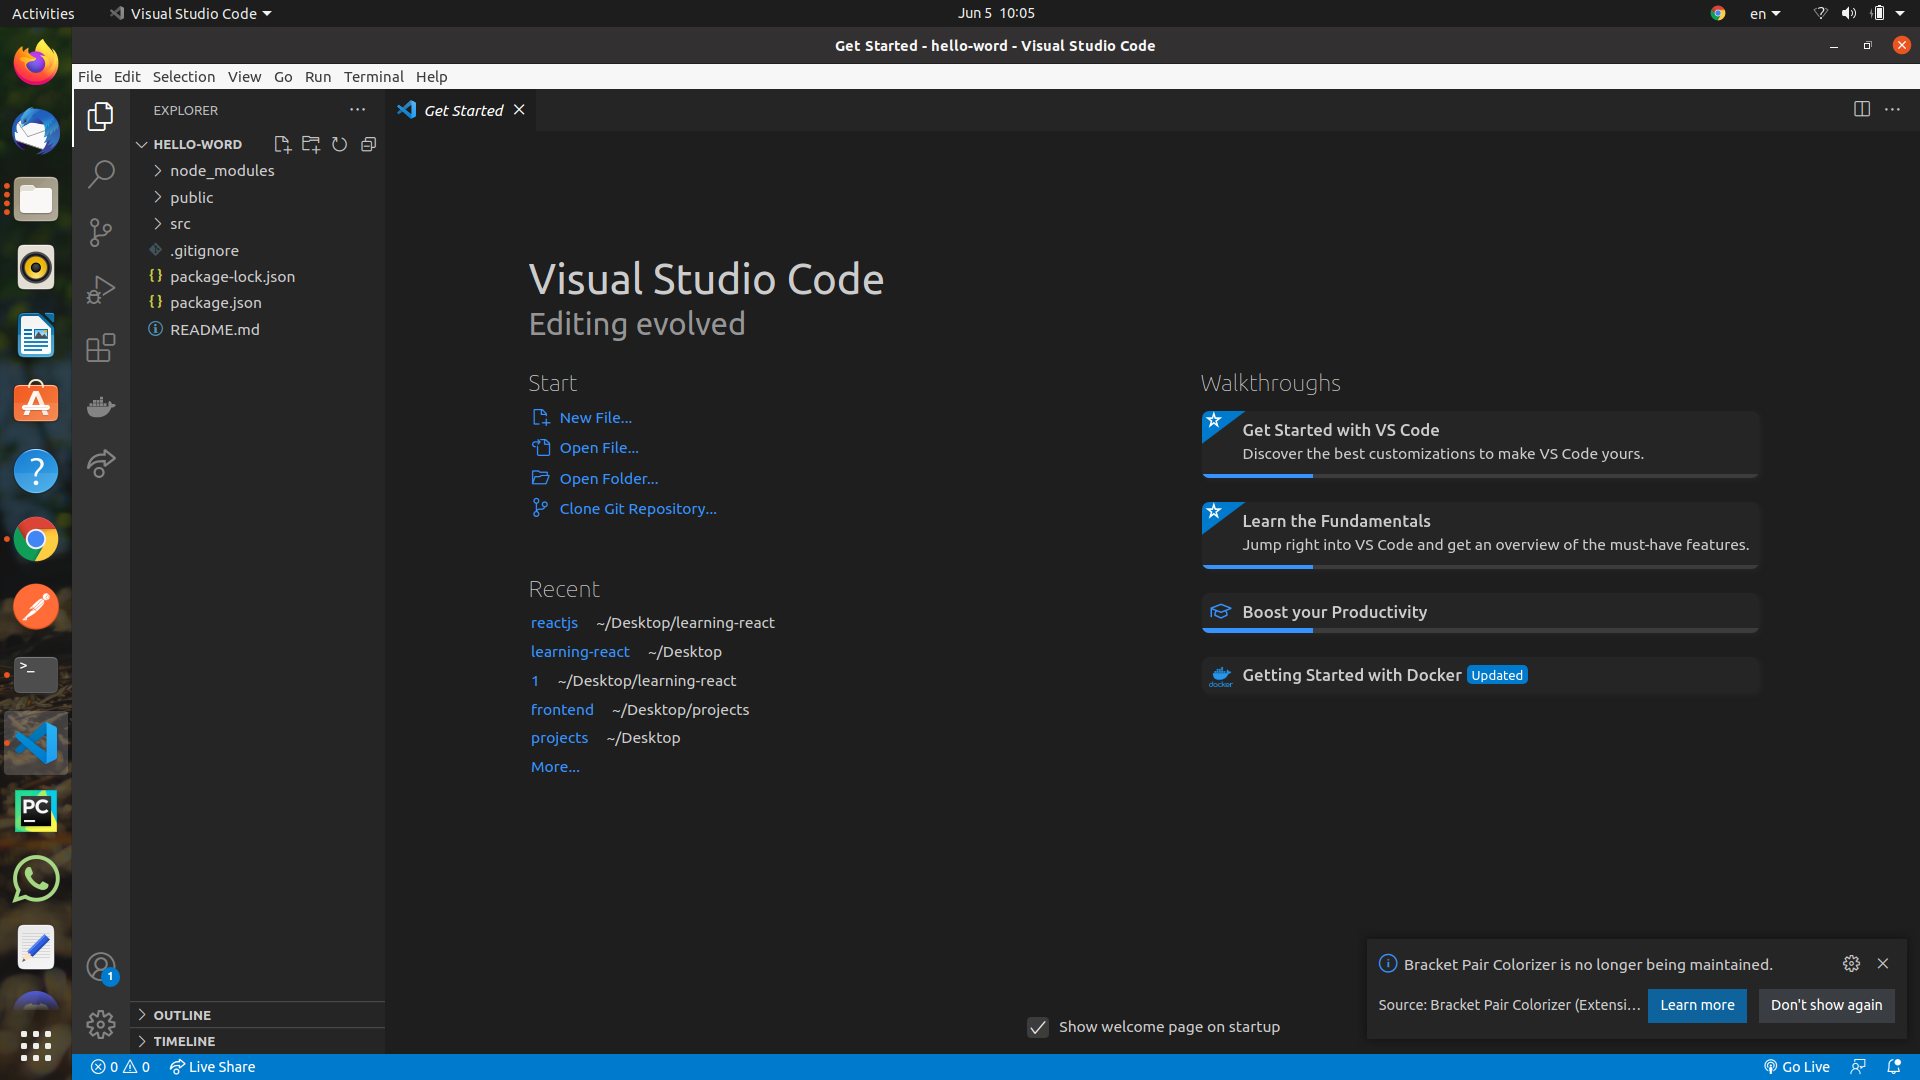 Activities
Visual Studio Code
Jun 5 10:05
en
Get Started - hello-word - Visual Studio Code
File Edit Selection View Go Run Terminal Help
EXPLORER
HELLO-WORD
node_modules
public
src
.gitignore
package-lock.json
package.json
README.md
OUTLINE
TIMELINE
Get Started
Visual Studio Code
Editing evolved
Start
New File...
Open File...
Open Folder...
Clone Git Repository...
Recent
reactjs ~/Desktop/learning-react
learning-react ~/Desktop
1 ~/Desktop/learning-react
frontend ~/Desktop/projects
projects ~/Desktop
More...
Walkthroughs
Get Started with VS Code
Discover the best customizations to make VS Code yours.
Learn the Fundamentals
Jump right into VS Code and get an overview of the must-have features.
Boost your Productivity
docker
Getting Started with Docker Updated
Show welcome page on startup
Bracket Pair Colorizer is no longer being maintained.
Source: Bracket Pair Colorizer (Extensi...
Learn more
Don't show again
PC
>_
?
1
0 0 Live Share
Go Live